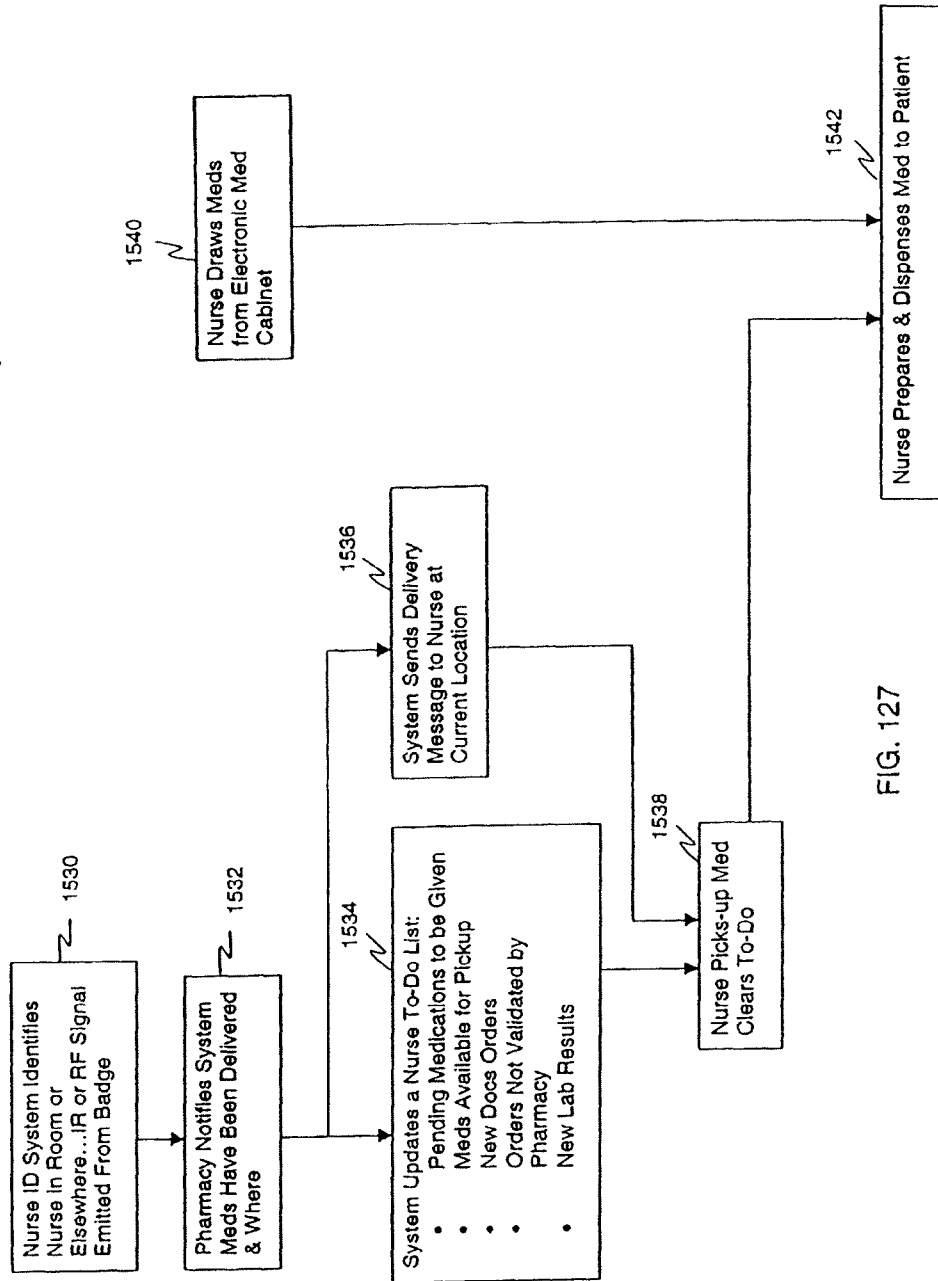 Nurse ID System Identifies
Nurse in Room or
Elsewhere...IR or RF Signal
Emitted From Badge
1530
Pharmacy Notifies System
Meds Have Been Delivered
& Where
1532
System Updates a Nurse To-Do List:
• Pending Medications to be Given
• Meds Available for Pickup
• New Docs Orders
• Orders Not Validated by
Pharmacy
• New Lab Results
1534
System Sends Delivery
Message to Nurse at
Current Location
1536
Nurse Picks-up Med
Clears To-Do
1538
Nurse Draws Meds
from Electronic Med
Cabinet
1540
Nurse Prepares & Dispenses Med to Patient
1542
FIG. 127